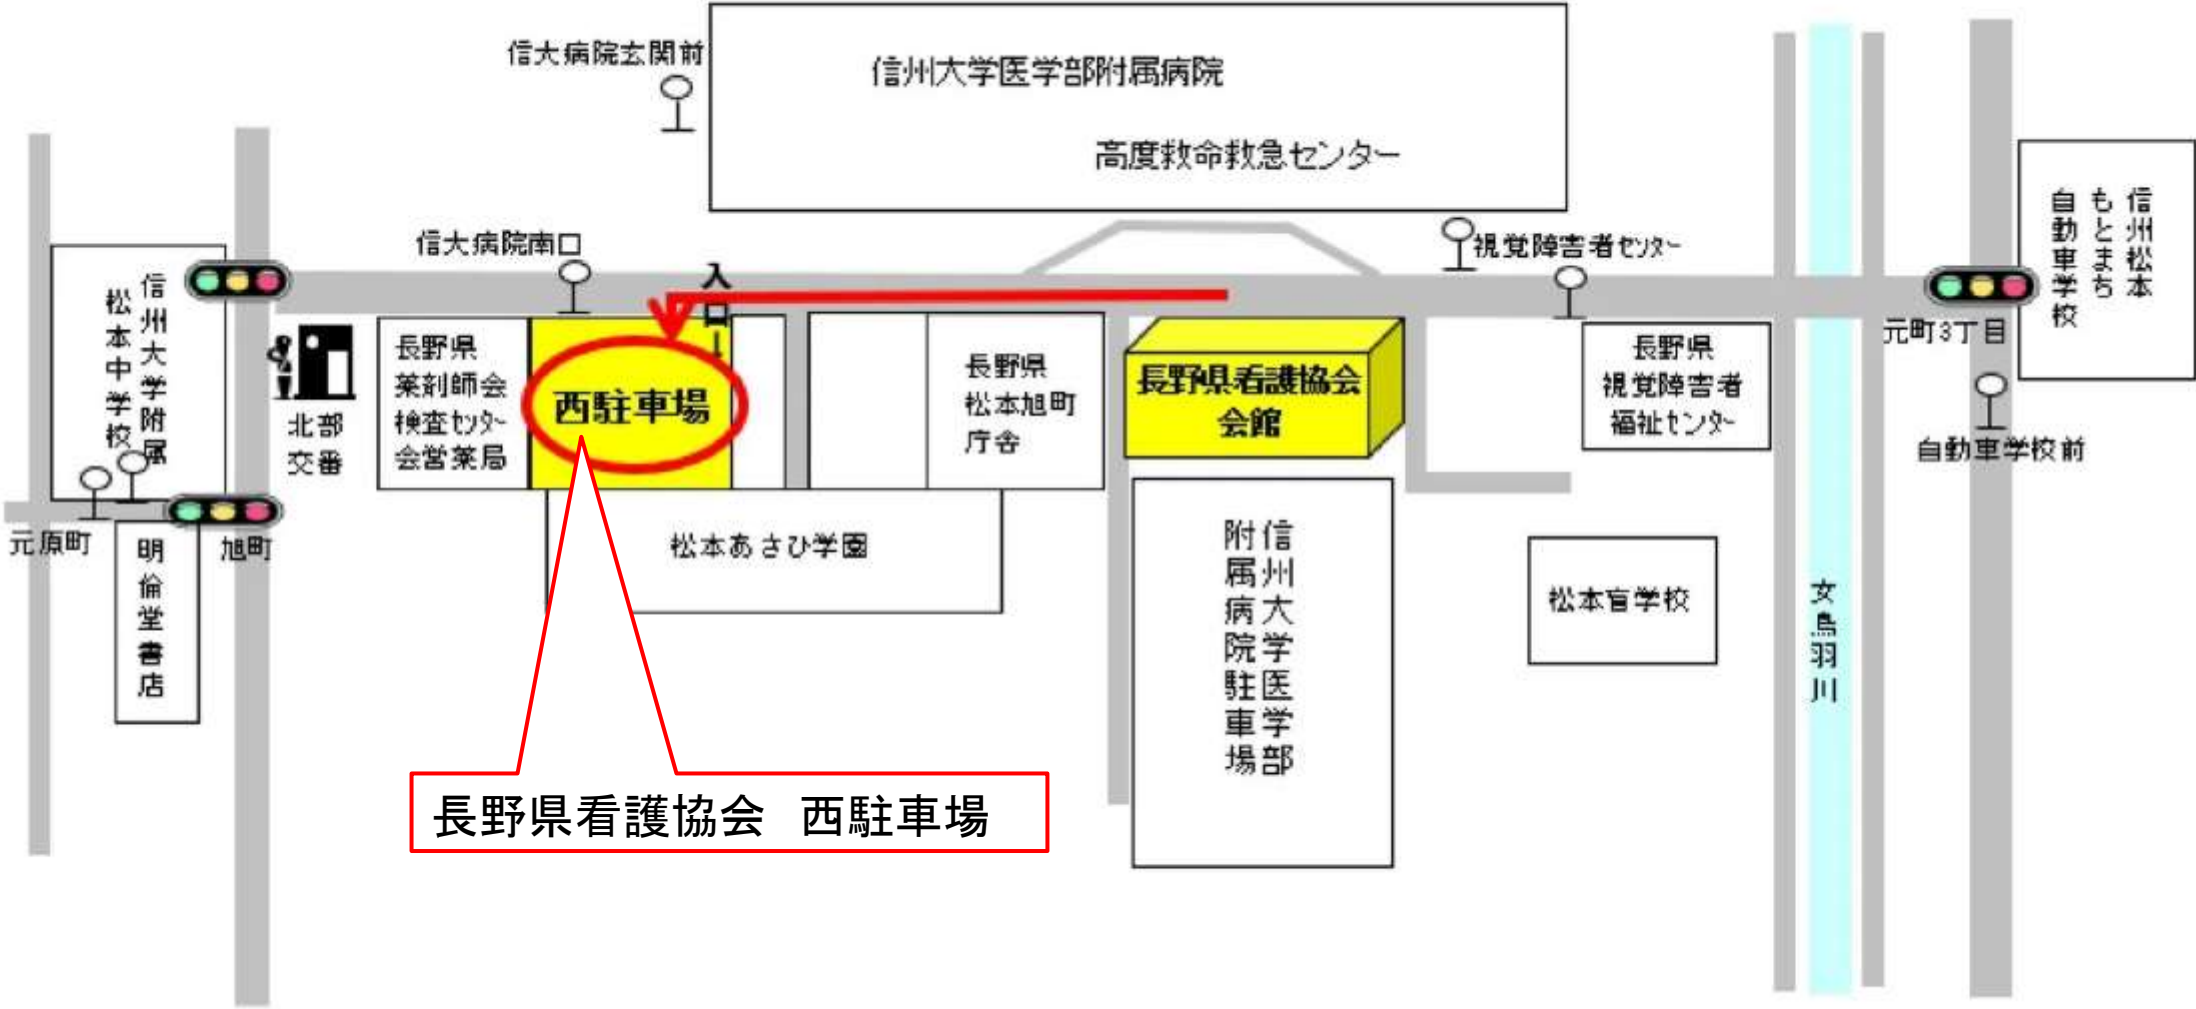 信大病院玄関前
信州大学医学部附属病院
高度救命救急センター
信州松本
もとまち
自動車学校
信大病院南口
視覚障害者センター
入
口
↓
信州大学附属
松本中学校
北部
交番
長野県
薬剤師会
検査センター
会営薬局
西駐車場
長野県
松本旭町
庁舎
長野県看護協会
会館
長野県
視覚障害者
福祉センター
元町3丁目
自動車学校前
元原町
旭町
明倫堂書店
松本あさひ学園
信州大学医学部
附属病院駐車場
松本盲学校
女鳥羽川
長野県看護協会　西駐車場